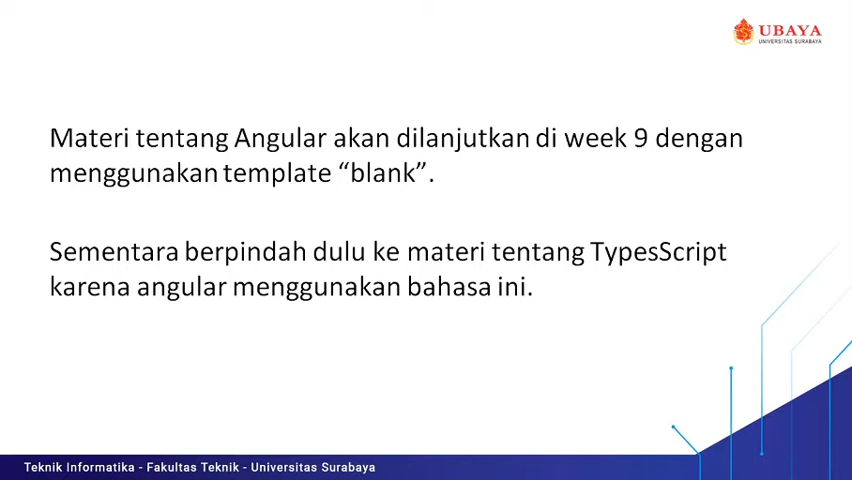 UBAYA
UNIVERSITAS SURABAYA
Materi tentang Angular akan dilanjutkan di week 9 dengan
menggunakan template “blank”.
Sementara berpindah dulu ke materi tentang TypesScript
karena angular menggunakan bahasa ini.
Teknik Informatika - Fakultas Teknik - Universitas Surabaya